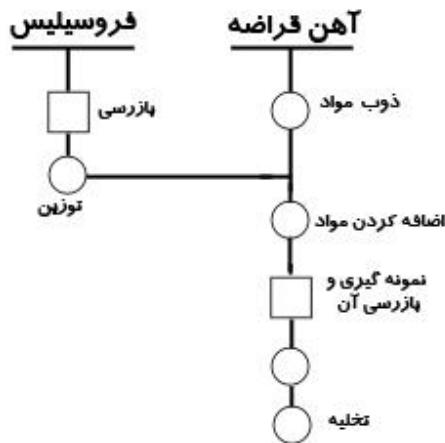 فروسیلیس
آهن قراضه
بازرسی
ذوب مواد
توزین
اضافه کردن مواد
نمونه گیری و
بازرسی آن
تخلیه